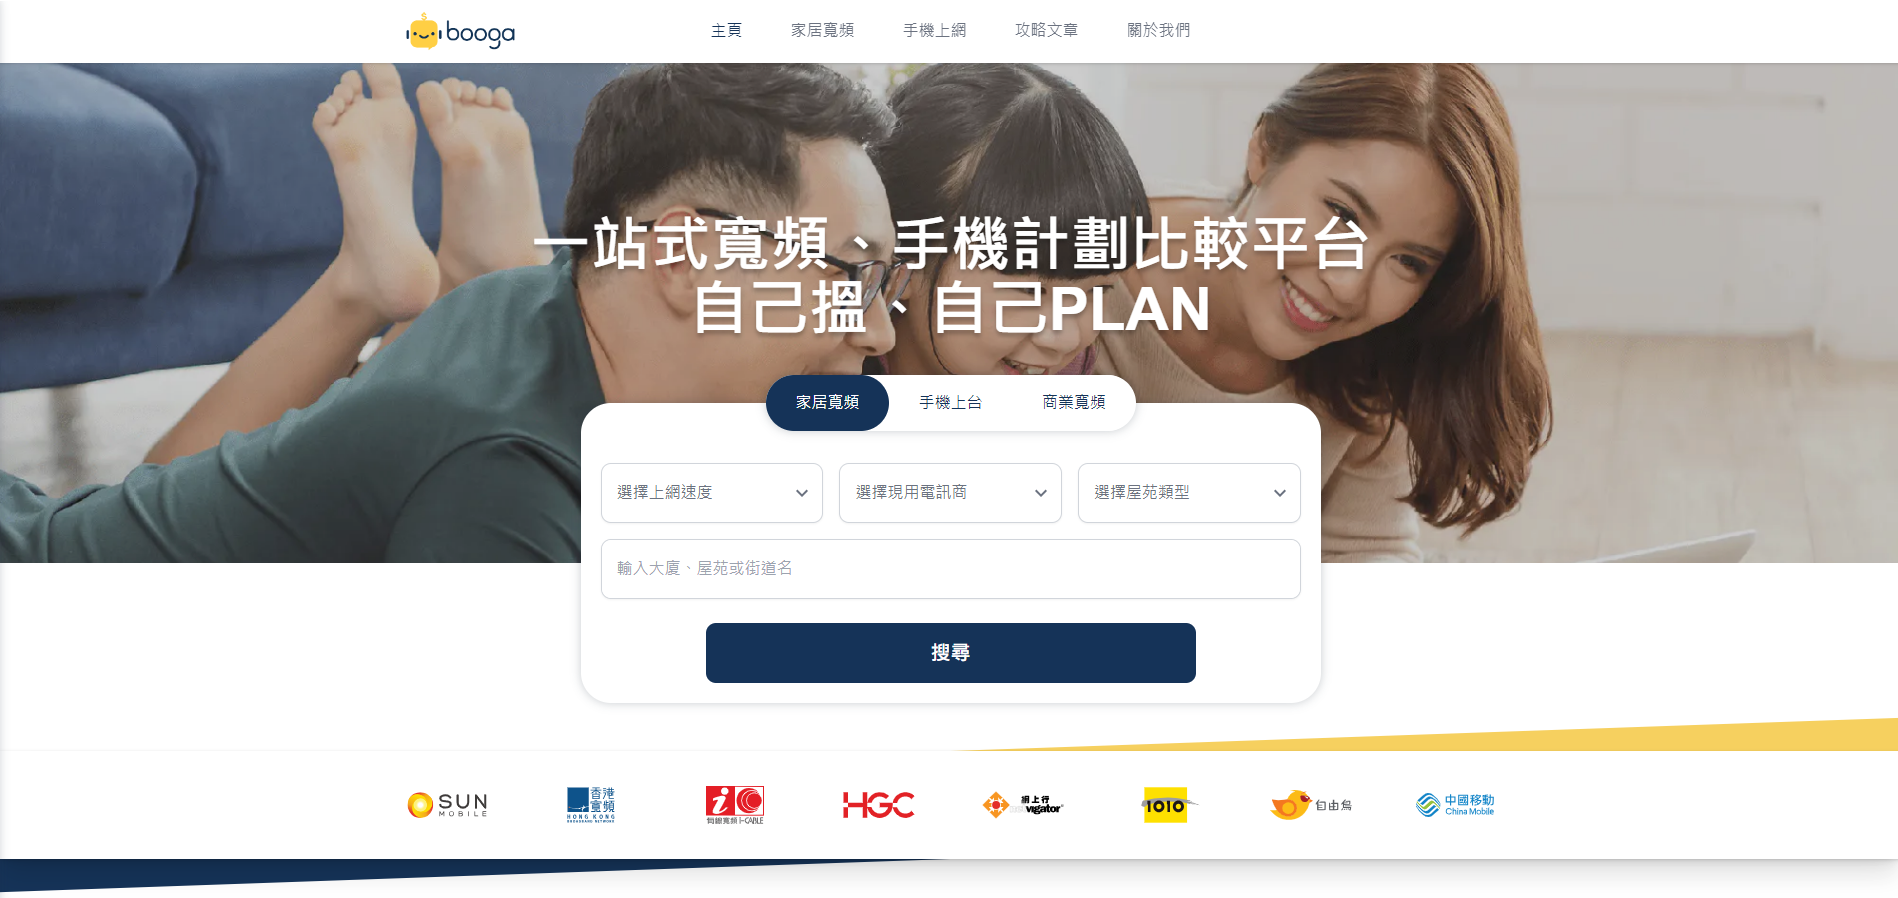 booga
主頁
家居寬頻
手機上網
攻略文章
關於我們
一站式寬頻、手機計劃比較平台
自己搵、自己PLAN
家居寬頻
手機上台
商業寬頻
選擇上網速度
選擇現用電訊商
選擇屋苑類型
輸入大廈、屋苑或街道名
搜尋
SUN
MOBILE
香港
寬頻
HONG KONG
BROADBAND NETWORK
有線寬頻 i-CABLE
HGC
網上行
1010
自由鳥
中國移動
China Mobile